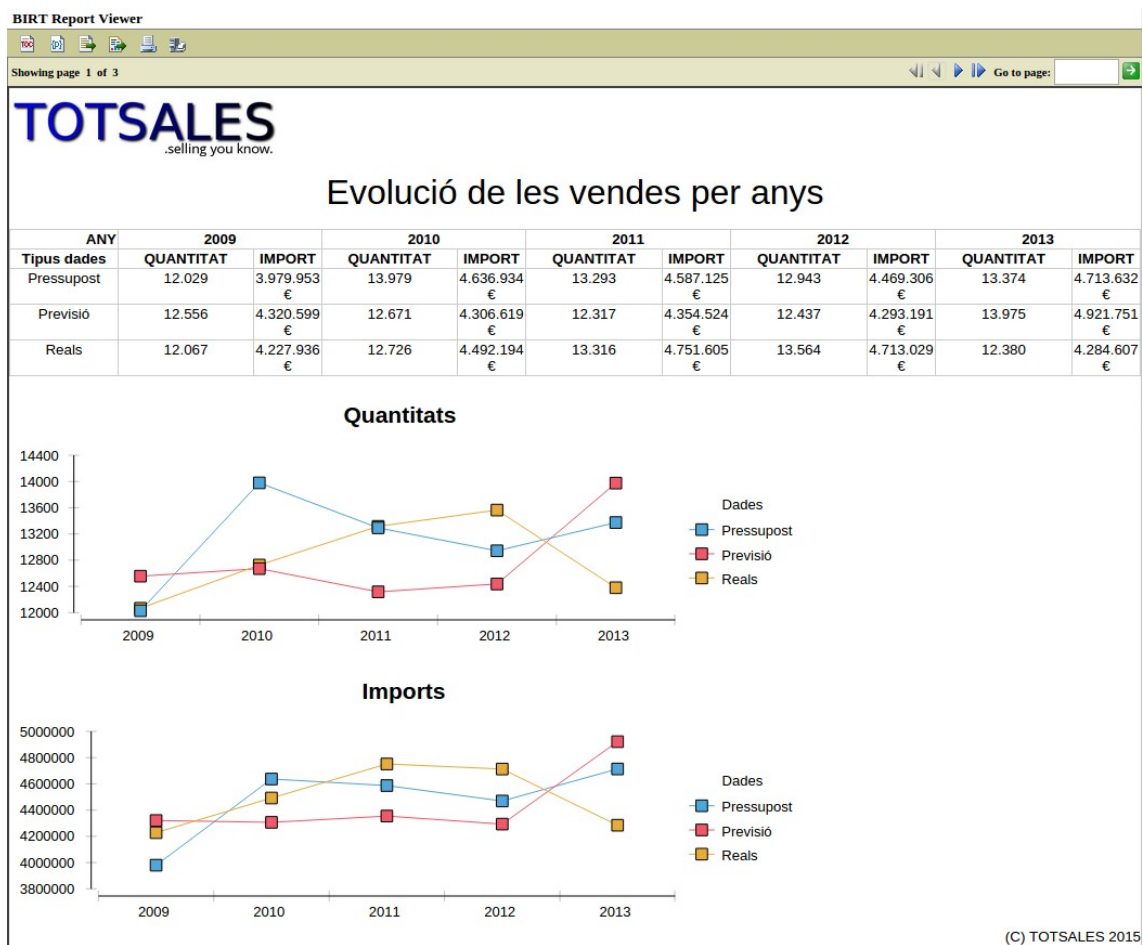 BIRT Report Viewer
TOC
Showing page 1 of 3 Go to page:
TOTSALES
.selling you know.
Evolució de les vendes per anys
ANY 2009 2010 2011 2012 2013
Tipus dades QUANTITAT IMPORT QUANTITAT IMPORT QUANTITAT IMPORT QUANTITAT IMPORT QUANTITAT IMPORT
Pressupost 12.029 3.979.953 € 13.979 4.636.934 € 13.293 4.587.125 € 12.943 4.469.306 € 13.374 4.713.632 €
Previsió 12.556 4.320.599 € 12.671 4.306.619 € 12.317 4.354.524 € 12.437 4.293.191 € 13.975 4.921.751 €
Reals 12.067 4.227.936 € 12.726 4.492.194 € 13.316 4.751.605 € 13.564 4.713.029 € 12.380 4.284.607 €
Quantitats
14400
14000
13600
13200
12800
12400
12000
2009 2010 2011 2012 2013
Dades
Pressupost
Previsió
Reals
Imports
5000000
4800000
4600000
4400000
4200000
4000000
3800000
2009 2010 2011 2012 2013
Dades
Pressupost
Previsió
Reals
(C) TOTSALES 2015